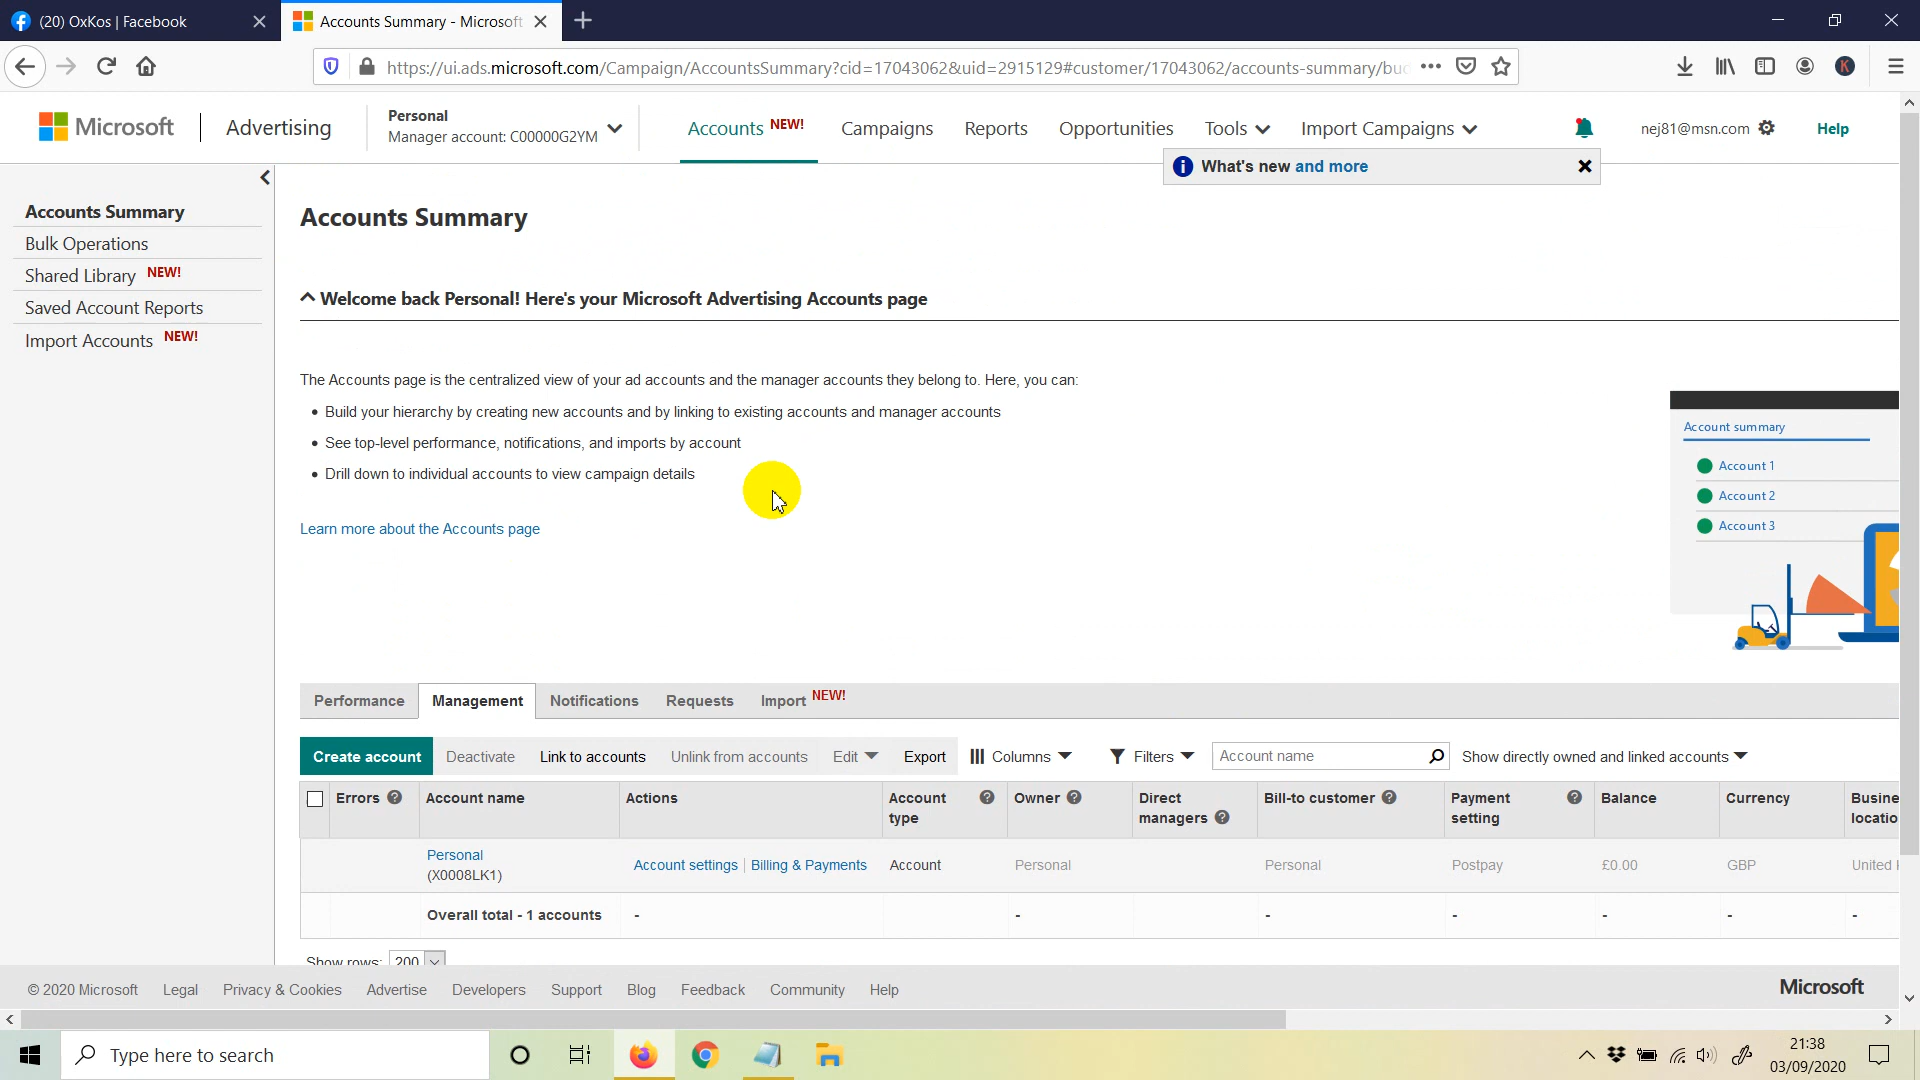 (20) OxKos | Facebook
Accounts Summary - Microsoft
https://ui.ads.microsoft.com/Campaign/AccountsSummary?cid=17043062&uid=2915129#customer/17043062/accounts-summary/bu
K
Microsoft
Advertising
Personal
Manager account: C00000G2YM
Accounts NEW!
Campaigns
Reports
Opportunities
Tools
Import Campaigns
nej81@msn.com
Help
What's new and more
Accounts Summary
Bulk Operations
Shared Library NEW!
Saved Account Reports
Import Accounts NEW!
Accounts Summary
Welcome back Personal! Here's your Microsoft Advertising Accounts page
The Accounts page is the centralized view of your ad accounts and the manager accounts they belong to. Here, you can:
• Build your hierarchy by creating new accounts and by linking to existing accounts and manager accounts
• See top-level performance, notifications, and imports by account
• Drill down to individual accounts to view campaign details
Learn more about the Accounts page
Account summary
Account 1
Account 2
Account 3
Performance Management Notifications Requests Import NEW!
Create account Deactivate Link to accounts Unlink from accounts Edit Export Columns Filters Account name Show directly owned and linked accounts
Errors Account name Actions Account type Owner Direct managers Bill-to customer Payment setting Balance Currency Busine locatio
Personal (X0008LK1) Account settings | Billing & Payments Account Personal Personal Postpay £0.00 GBP United
Overall total - 1 accounts - - - - - - -
Show rows: 200
© 2020 Microsoft Legal Privacy & Cookies Advertise Developers Support Blog Feedback Community Help
Microsoft
Type here to search
21:38
03/09/2020